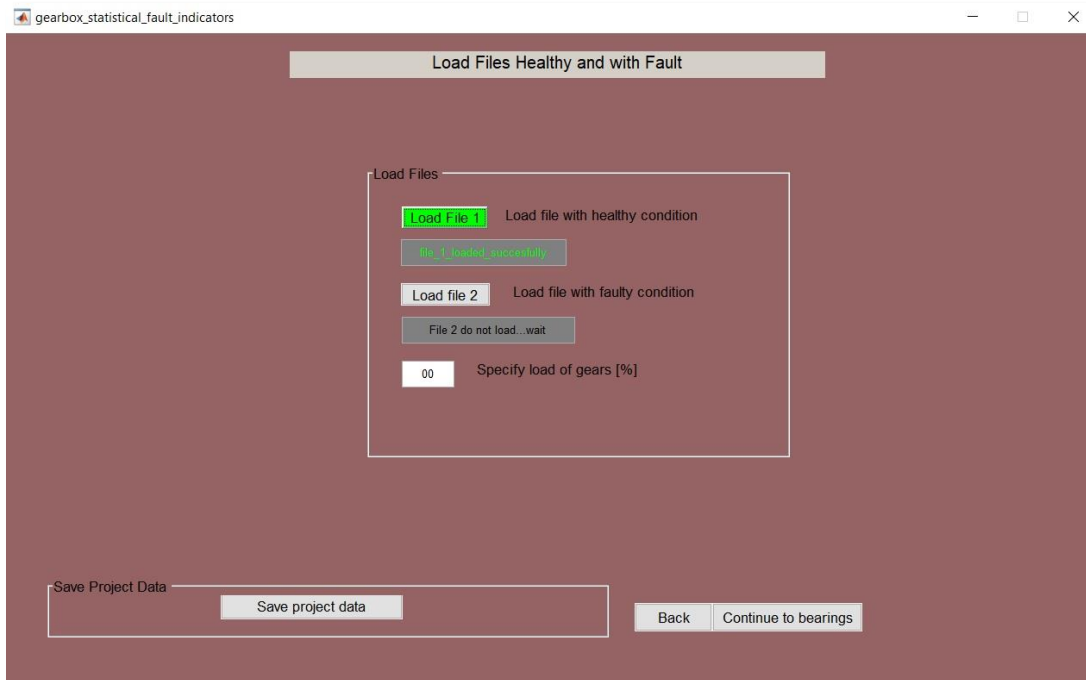 gearbox_statistical_fault_indicators
Load Files Healthy and with Fault
Load Files
Load File 1 Load file with healthy condition
file_1_loaded_succesfully
Load file 2 Load file with faulty condition
File 2 do not load...wait
00 Specify load of gears [%]
Save Project Data
Save project data
Back Continue to bearings